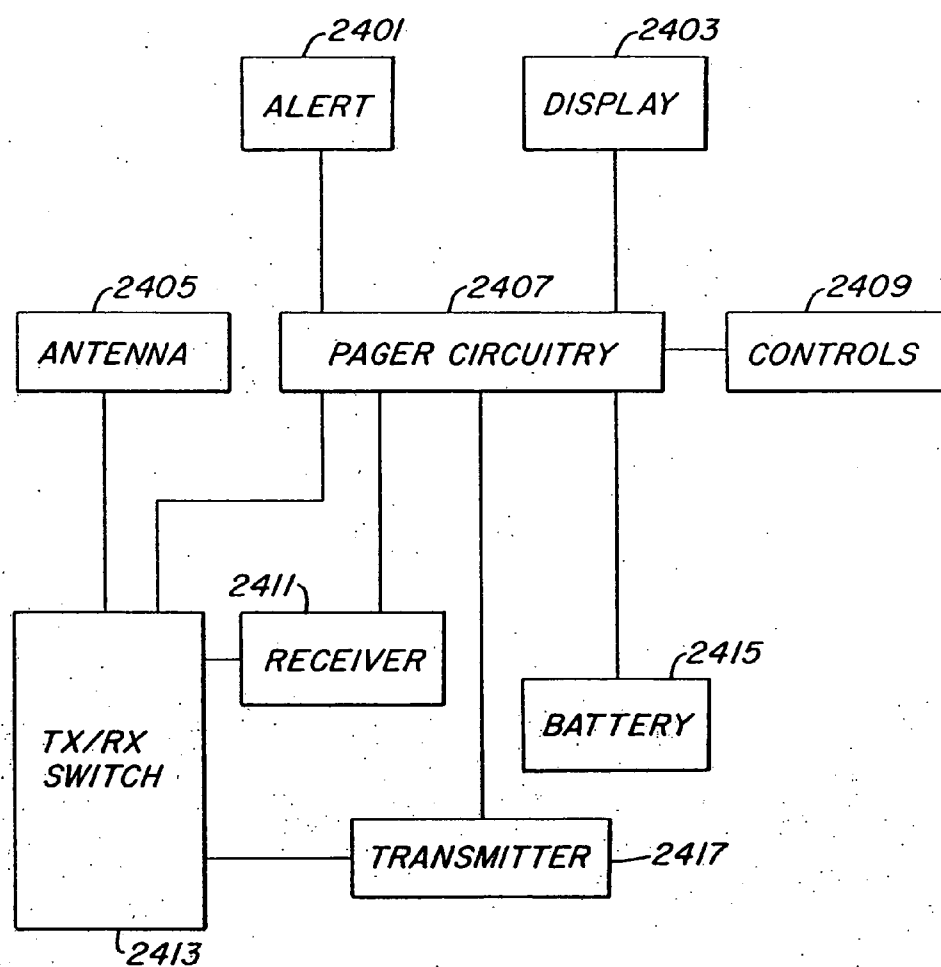 2401
ALERT
2403
DISPLAY
2405
ANTENNA
2407
PAGER CIRCUITRY
2409
CONTROLS
2411
RECEIVER
TX/RX
SWITCH
2413
2415
BATTERY
TRANSMITTER
2417